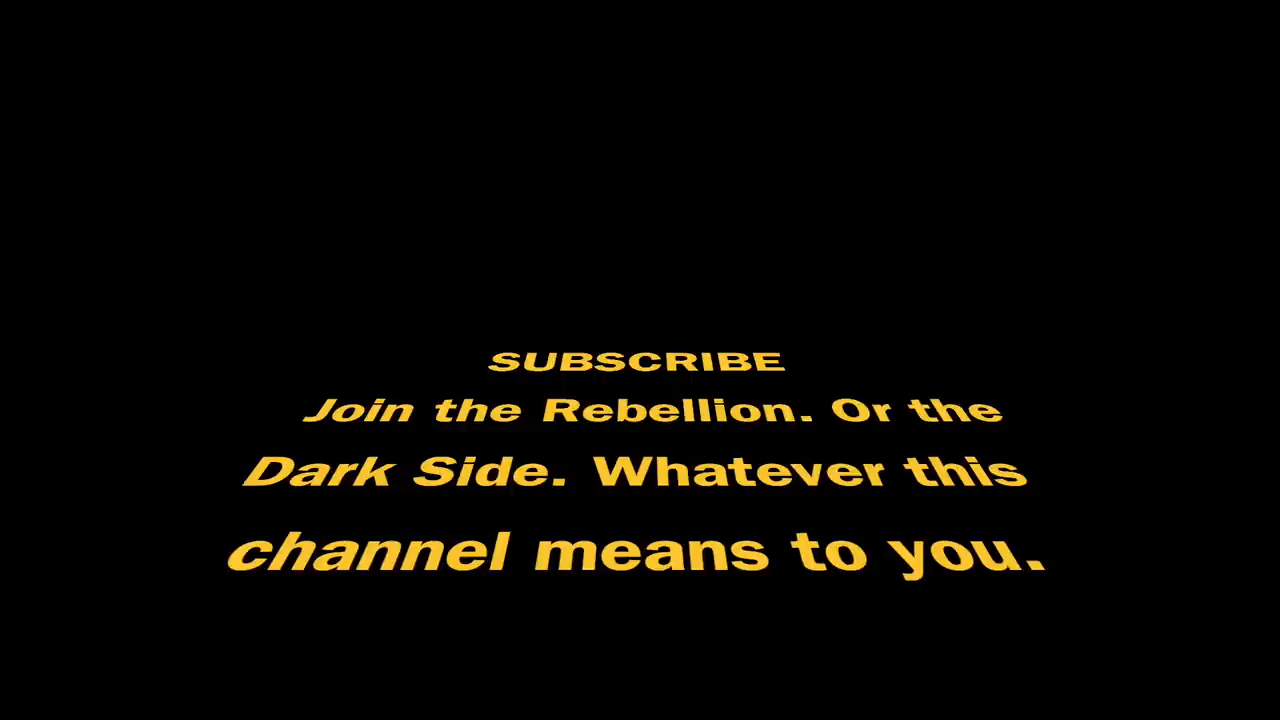 SUBSCRIBE
Join the Rebellion. Or the
Dark Side. Whatever this
channel means to you.